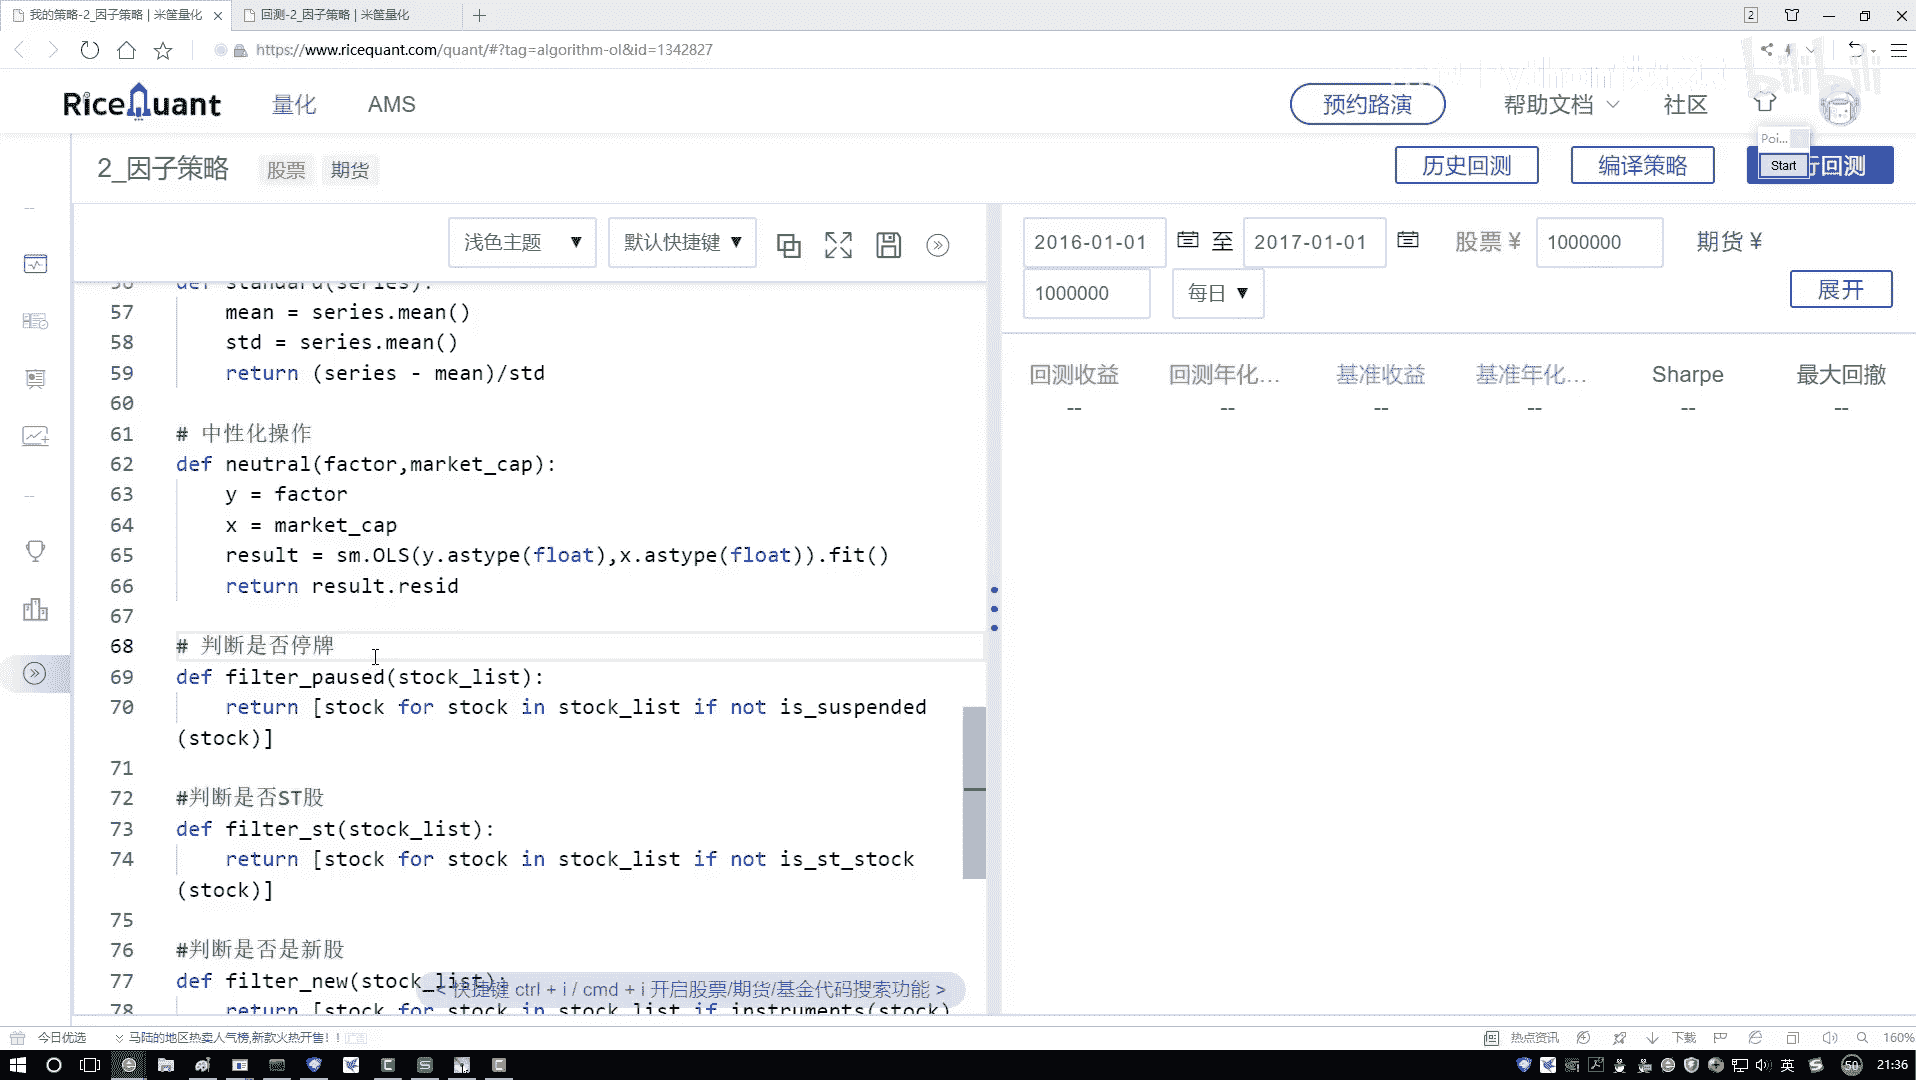 我的策略-2_因子策略 | 米筐量化
回测-2_因子策略 | 米筐量化
2
https://www.ricequant.com/quant/#?tag=algorithm-ol&id=1342827
bilibili
RiceQuant
量化
AMS
预约路演
帮助文档
社区
Poi...
Start
2_因子策略
股票
期货
历史回测
编译策略
行回测
浅色主题 ▼
默认快捷键 ▼
2016-01-01 至 2017-01-01 股票 ¥ 1000000 期货 ¥
1000000 每日 ▼ 展开
回测收益 回测年化... 基准收益 基准年化... Sharpe 最大回撤
-- -- -- -- -- --
56 def standard(series):
57 mean = series.mean()
58 std = series.mean()
59 return (series - mean)/std
60
61 # 中性化操作
62 def neutral(factor,market_cap):
63 y = factor
64 x = market_cap
65 result = sm.OLS(y.astype(float),x.astype(float)).fit()
66 return result.resid
67
68 # 判断是否停牌
69 def filter_paused(stock_list):
70 return [stock for stock in stock_list if not is_suspended
(stock)]
71
72 #判断是否ST股
73 def filter_st(stock_list):
74 return [stock for stock in stock_list if not is_st_stock
(stock)]
75
76 #判断是否是新股
77 def filter_new(stock_list):
< 快捷键 ctrl + i / cmd + i 开启股票/期货/基金代码搜索功能 >
78 return [stock for stock in stock_list if instruments(stock)
今日优选
马陆的地区热卖人气榜,新款火热开售!!
热点资讯
下载
160%
英
50
21:36